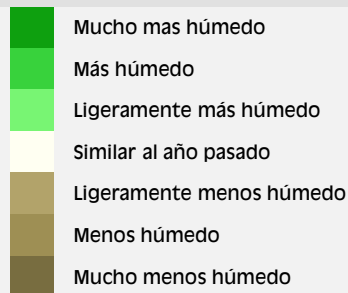 Mucho mas húmedo
Más húmedo
Ligeramente más húmedo
Similar al año pasado
Ligeramente menos húmedo
Menos húmedo
Mucho menos húmedo